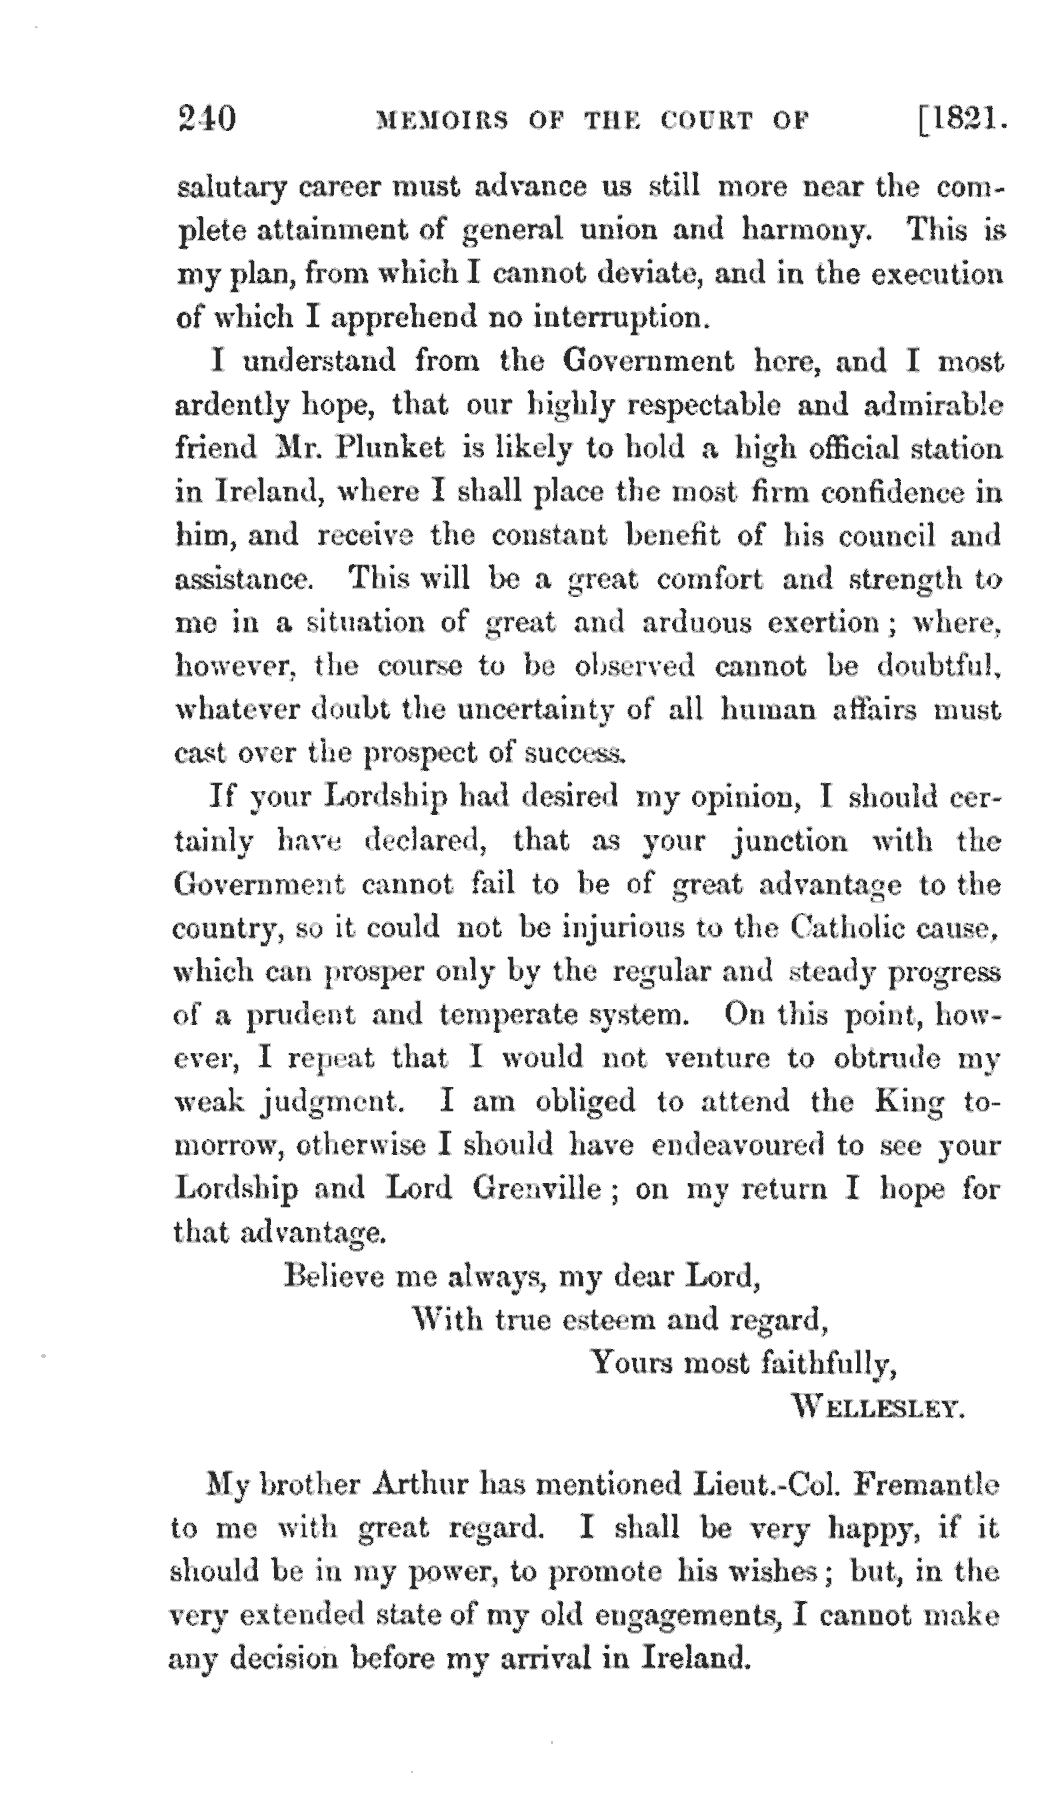 240 MEMOIRS OF THE COURT OF [1821.
salutary career must advance us still more near the com-
plete attainment of general union and harmony. This is
my plan, from which I cannot deviate, and in the execution
of which I apprehend no interruption.
I understand from the Government here, and I most
ardently hope, that our highly respectable and admirable
friend Mr. Plunket is likely to hold a high official station
in Ireland, where I shall place the most firm confidence in
him, and receive the constant benefit of his council and
assistance. This will be a great comfort and strength to
me in a situation of great and arduous exertion ; where,
however, the course to be observed cannot be doubtful,
whatever doubt the uncertainty of all human affairs must
cast over the prospect of success.
If your Lordship had desired my opinion, I should cer-
tainly have declared, that as your junction with the
Government cannot fail to be of great advantage to the
country, so it could not be injurious to the Catholic cause,
which can prosper only by the regular and steady progress
of a prudent and temperate system. On this point, how-
ever, I repeat that I would not venture to obtrude my
weak judgment. I am obliged to attend the King to-
morrow, otherwise I should have endeavoured to see your
Lordship and Lord Grenville ; on my return I hope for
that advantage.
Believe me always, my dear Lord,
With true esteem and regard,
Yours most faithfully,
WELLESLEY.
My brother Arthur has mentioned Lieut.-Col. Fremantle
to me with great regard. I shall be very happy, if it
should be in my power, to promote his wishes ; but, in the
very extended state of my old engagements, I cannot make
any decision before my arrival in Ireland.